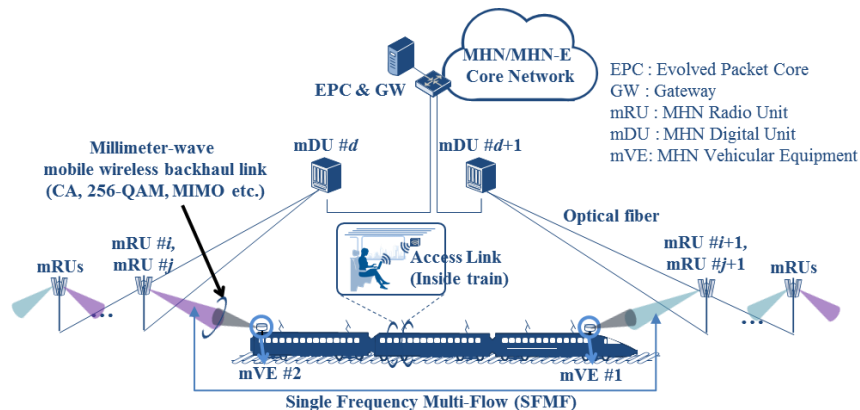 MHN/MHN-E
Core Network
EPC & GW
EPC : Evolved Packet Core
GW : Gateway
mRU : MHN Radio Unit
mDU : MHN Digital Unit
mVE: MHN Vehicular Equipment
mDU #d
mDU #d+1
Millimeter-wave
mobile wireless backhaul link
(CA, 256-QAM, MIMO etc.)
Optical fiber
Access Link
(Inside train)
mRUs
mRU #i,
mRU #j
mRU #i+1,
mRU #j+1
mRUs
...
...
mVE #2
mVE #1
Single Frequency Multi-Flow (SFMF)